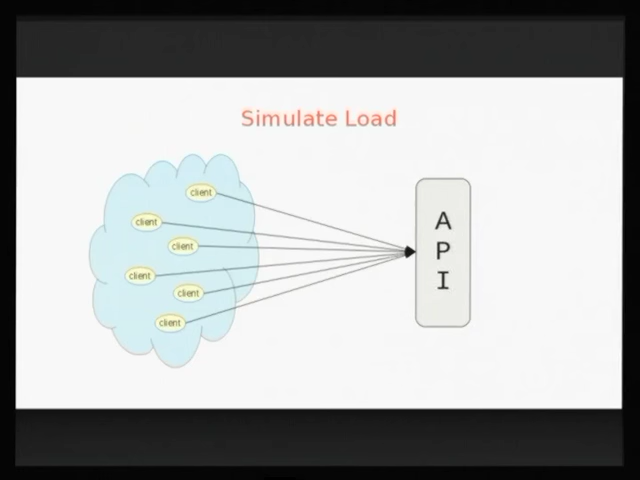 Simulate Load
client
client
client
client
client
client
A
P
I